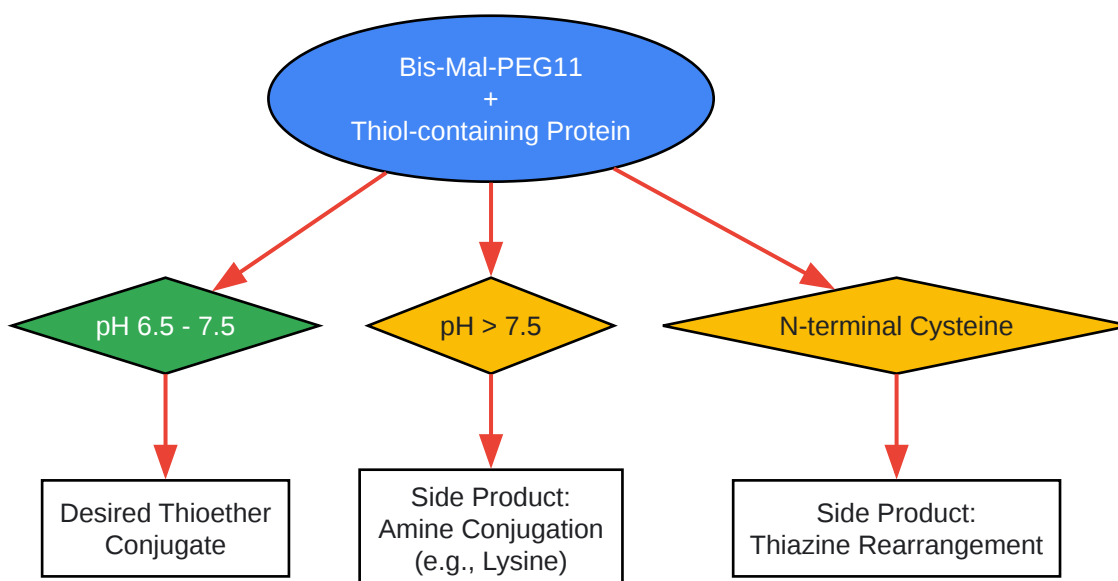 Bis-Mal-PEG11
+
Thiol-containing Protein
pH 6.5 - 7.5
pH > 7.5
N-terminal Cysteine
Desired Thioether
Conjugate
Side Product:
Amine Conjugation
(e.g., Lysine)
Side Product:
Thiazine Rearrangement